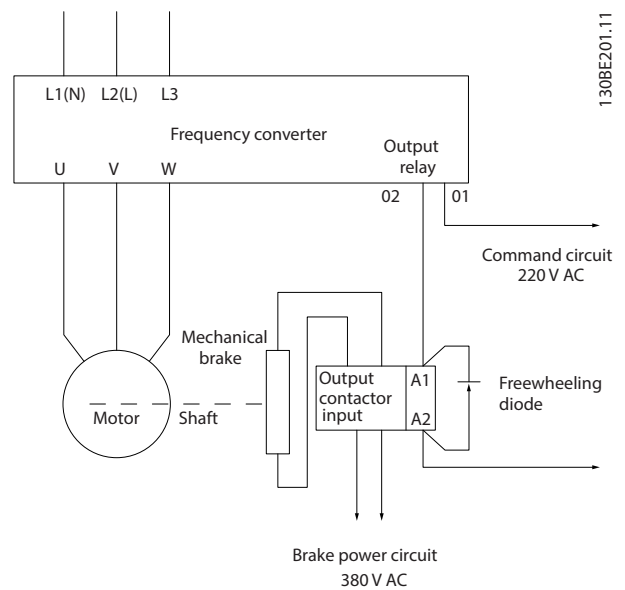 130BE201.11
L1(N) L2(L) L3
Frequency converter
Output
relay
U V W
02 01
Command circuit
220 V AC
Mechanical
brake
Output
contactor
input
A1
A2
Freewheeling
diode
Motor Shaft
Brake power circuit
380 V AC